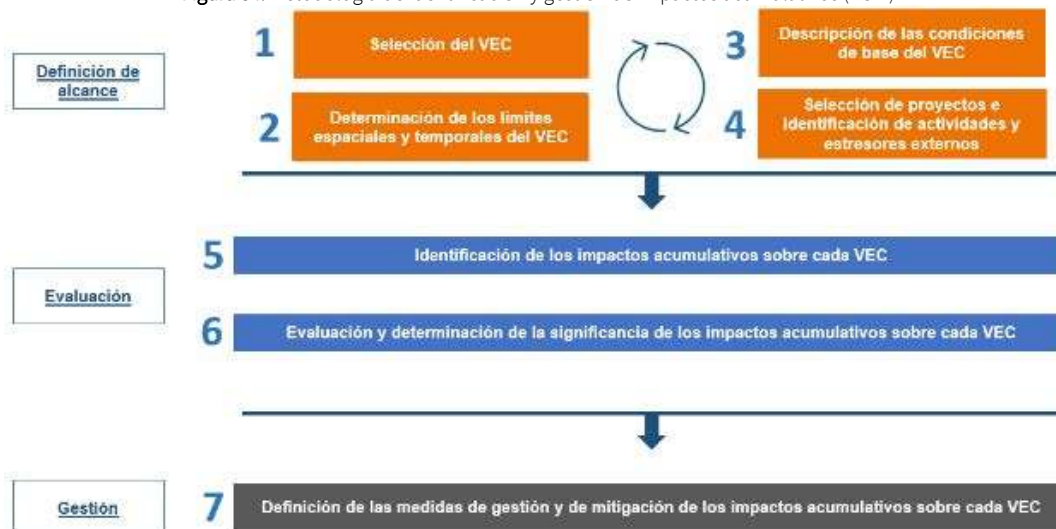 1
Selección del VEC
3
Descripción de las condiciones
de base del VEC
Definición de
alcance
2
Determinación de los límites
espaciales y temporales del VEC
4
Selección de proyectos e
identificación de actividades y
estresores externos
5
Identificación de los impactos acumulativos sobre cada VEC
Evaluación
6
Evaluación y determinación de la significancia de los impactos acumulativos sobre cada VEC
Gestión
7
Definición de las medidas de gestión y de mitigación de los impactos acumulativos sobre cada VEC